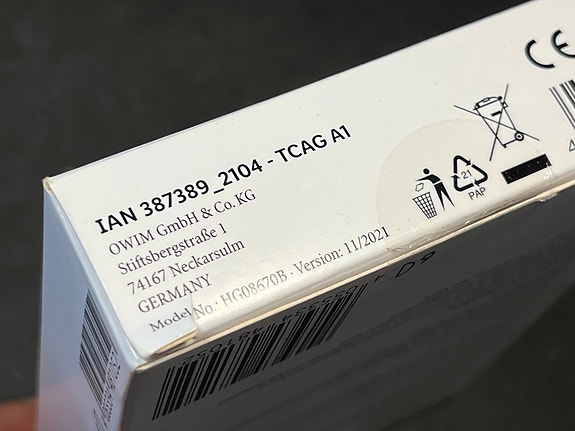 IAN 387389_2104 - TCAG A1
OWIM GmbH & Co. KG
Stiftsbergstraße 1
74167 Neckarsulm
GERMANY
Model No.: HG08670B · Version: 11/2021
CE
21
PAP
D9